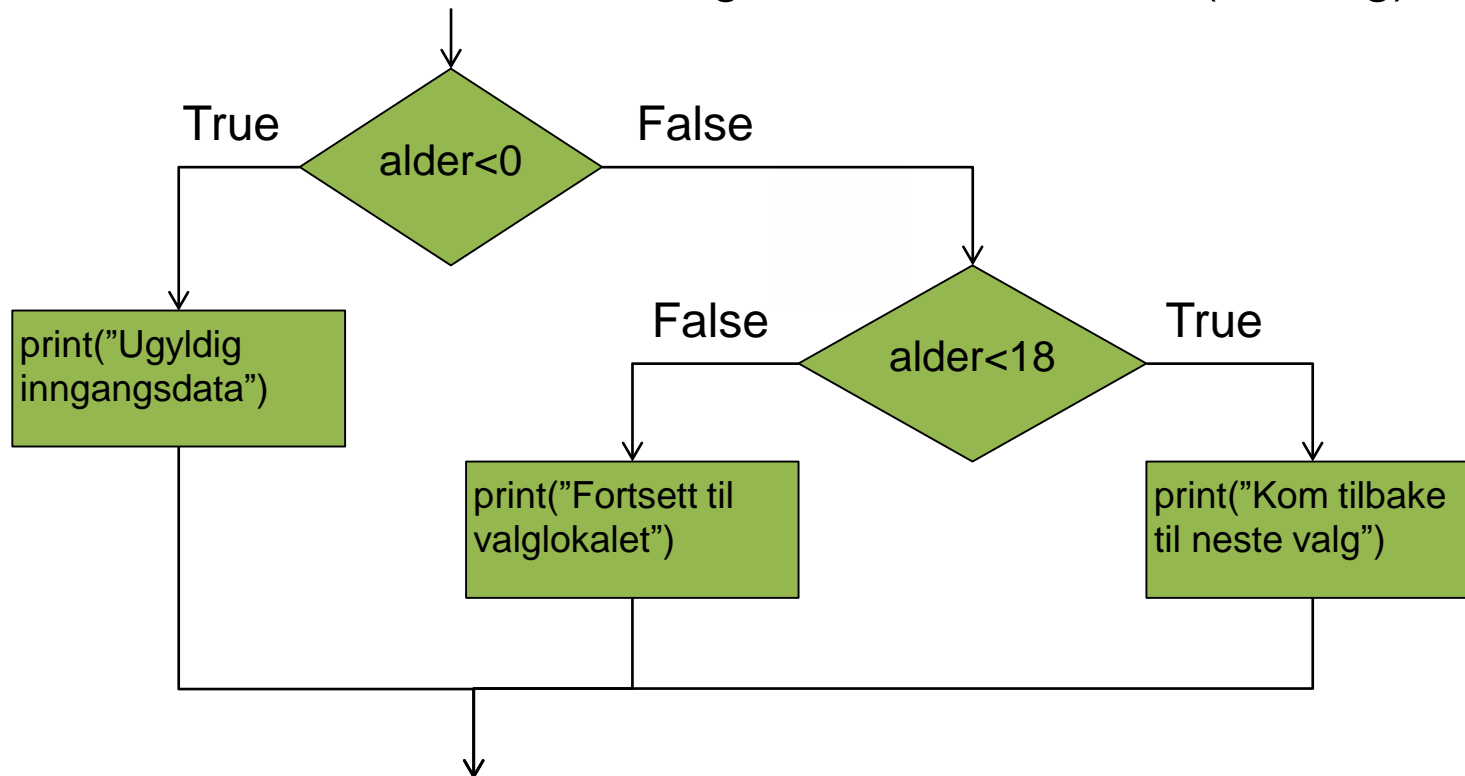 True
False
alder<0
print(”Ugyldig
inngangsdata”)
False
True
alder<18
print(”Fortsett til
valglokalet”)
print(”Kom tilbake
til neste valg”)